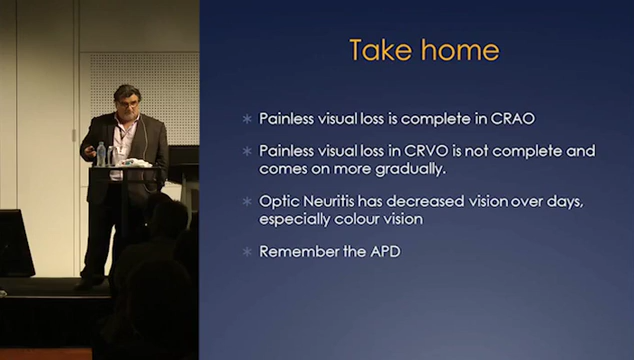 Take home
Painless visual loss is complete in CRAO
Painless visual loss in CRVO is not complete and
comes on more gradually.
Optic Neuritis has decreased vision over days,
especially colour vision
Remember the APD